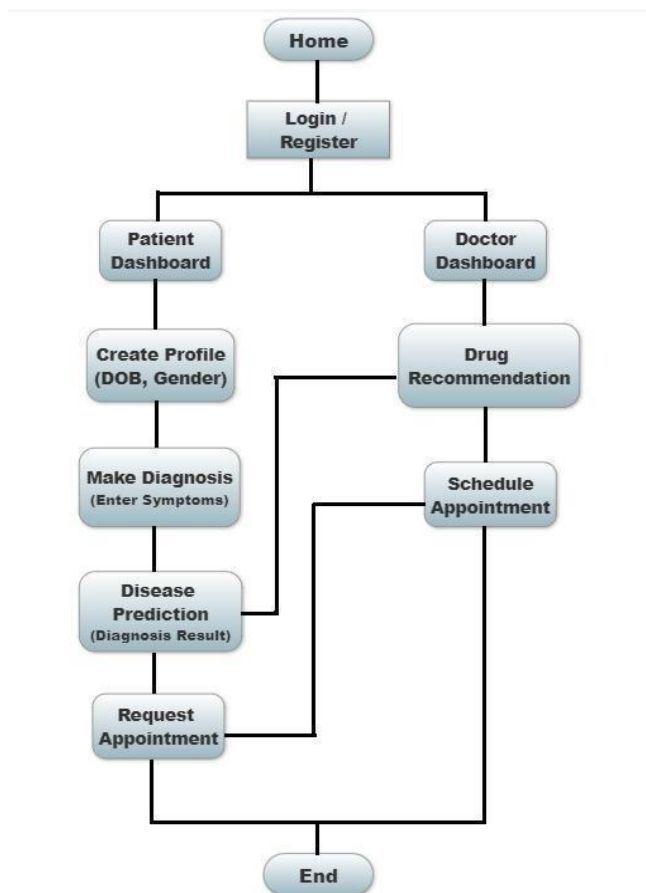 Home
Login /
Register
Patient
Dashboard
Doctor
Dashboard
Create Profile
(DOB, Gender)
Drug
Recommendation
Make Diagnosis
(Enter Symptoms)
Schedule
Appointment
Disease
Prediction
(Diagnosis Result)
Request
Appointment
End